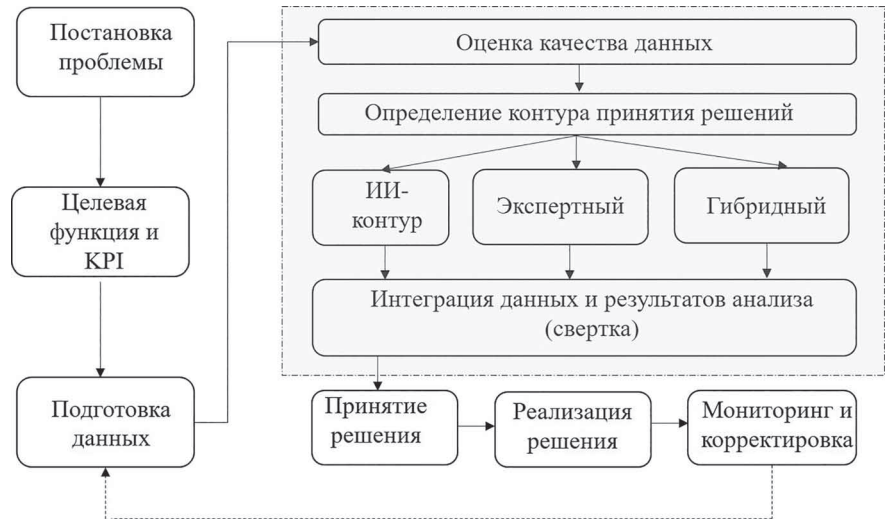 Постановка
проблемы
Целевая
функция и
KPI
Подготовка
данных
Оценка качества данных
Определение контура принятия решений
ИИ-
контур
Экспертный
Гибридный
Интеграция данных и результатов анализа
(свертка)
Принятие
решения
Реализация
решения
Мониторинг и
корректировка